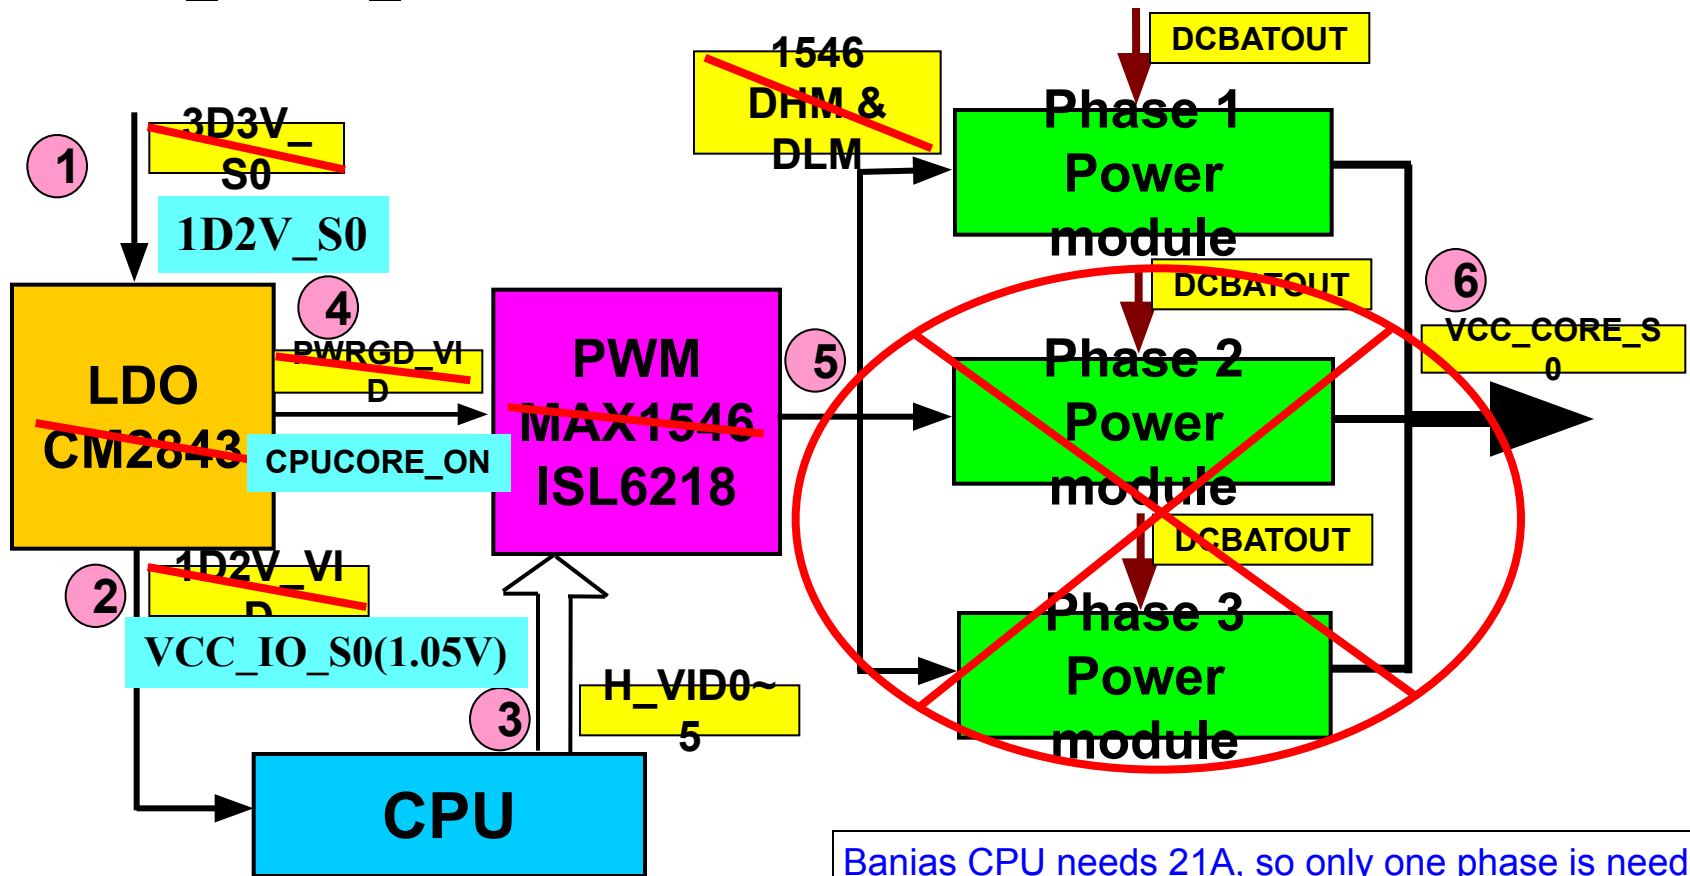 1546
DHM &
DLM
DCBATOUT
3D3V_
S0
1
1D2V_S0
Phase 1
Power
module
4
PWRGD_VI
D
LDO
CM2843
CPUCORE_ON
PWM
MAX1546
ISL6218
5
DCBATOUT
6
VCC_CORE_S
0
Phase 2
Power
module
DCBATOUT
2
1D2V_VI
D
VCC_IO_S0(1.05V)
3
H_VID0~
5
Phase 3
Power
module
CPU
Banias CPU needs 21A, so only one phase is need